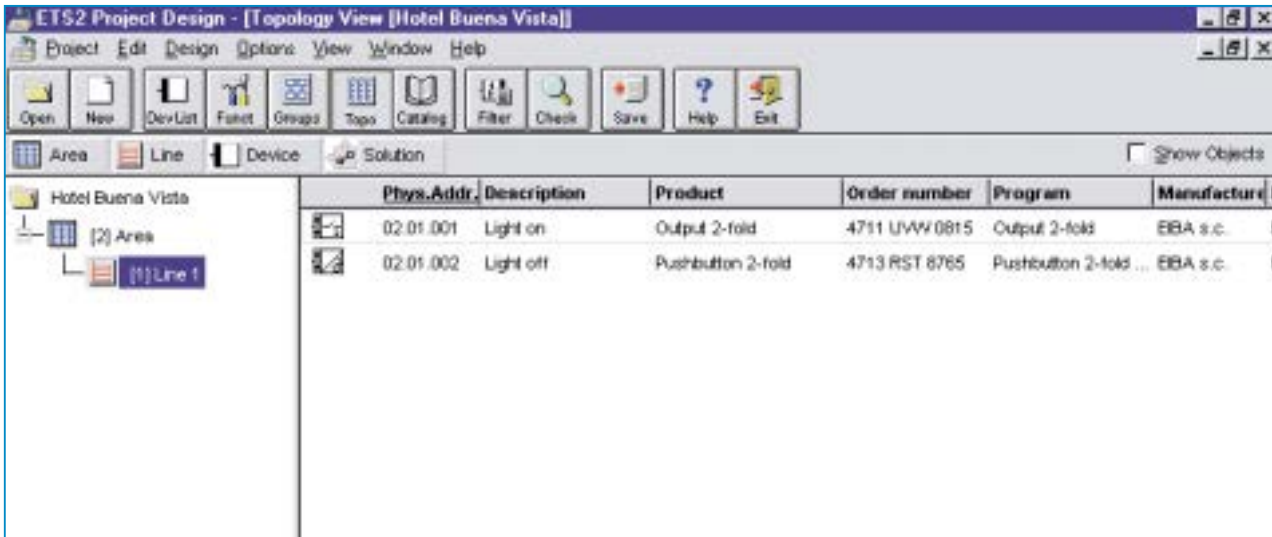 ETS2 Project Design - [Topology View [Hotel Buena Vista]]
Project Edit Design Options View Window Help
Open New Dev List Funct Groups Topo Catalog Filter Check Save Help Exit
Area Line Device Solution Show Objects
Hotel Buena Vista
[2] Area
[1] Line 1
Phys.Addr. Description Product Order number Program Manufacture
02.01.001 Light on Output 2-fold 4711 UVW 0815 Output 2-fold EIBA s.c.
02.01.002 Light off Pushbutton 2-fold 4713 RST 8765 Pushbutton 2-fold ... EIBA s.c.